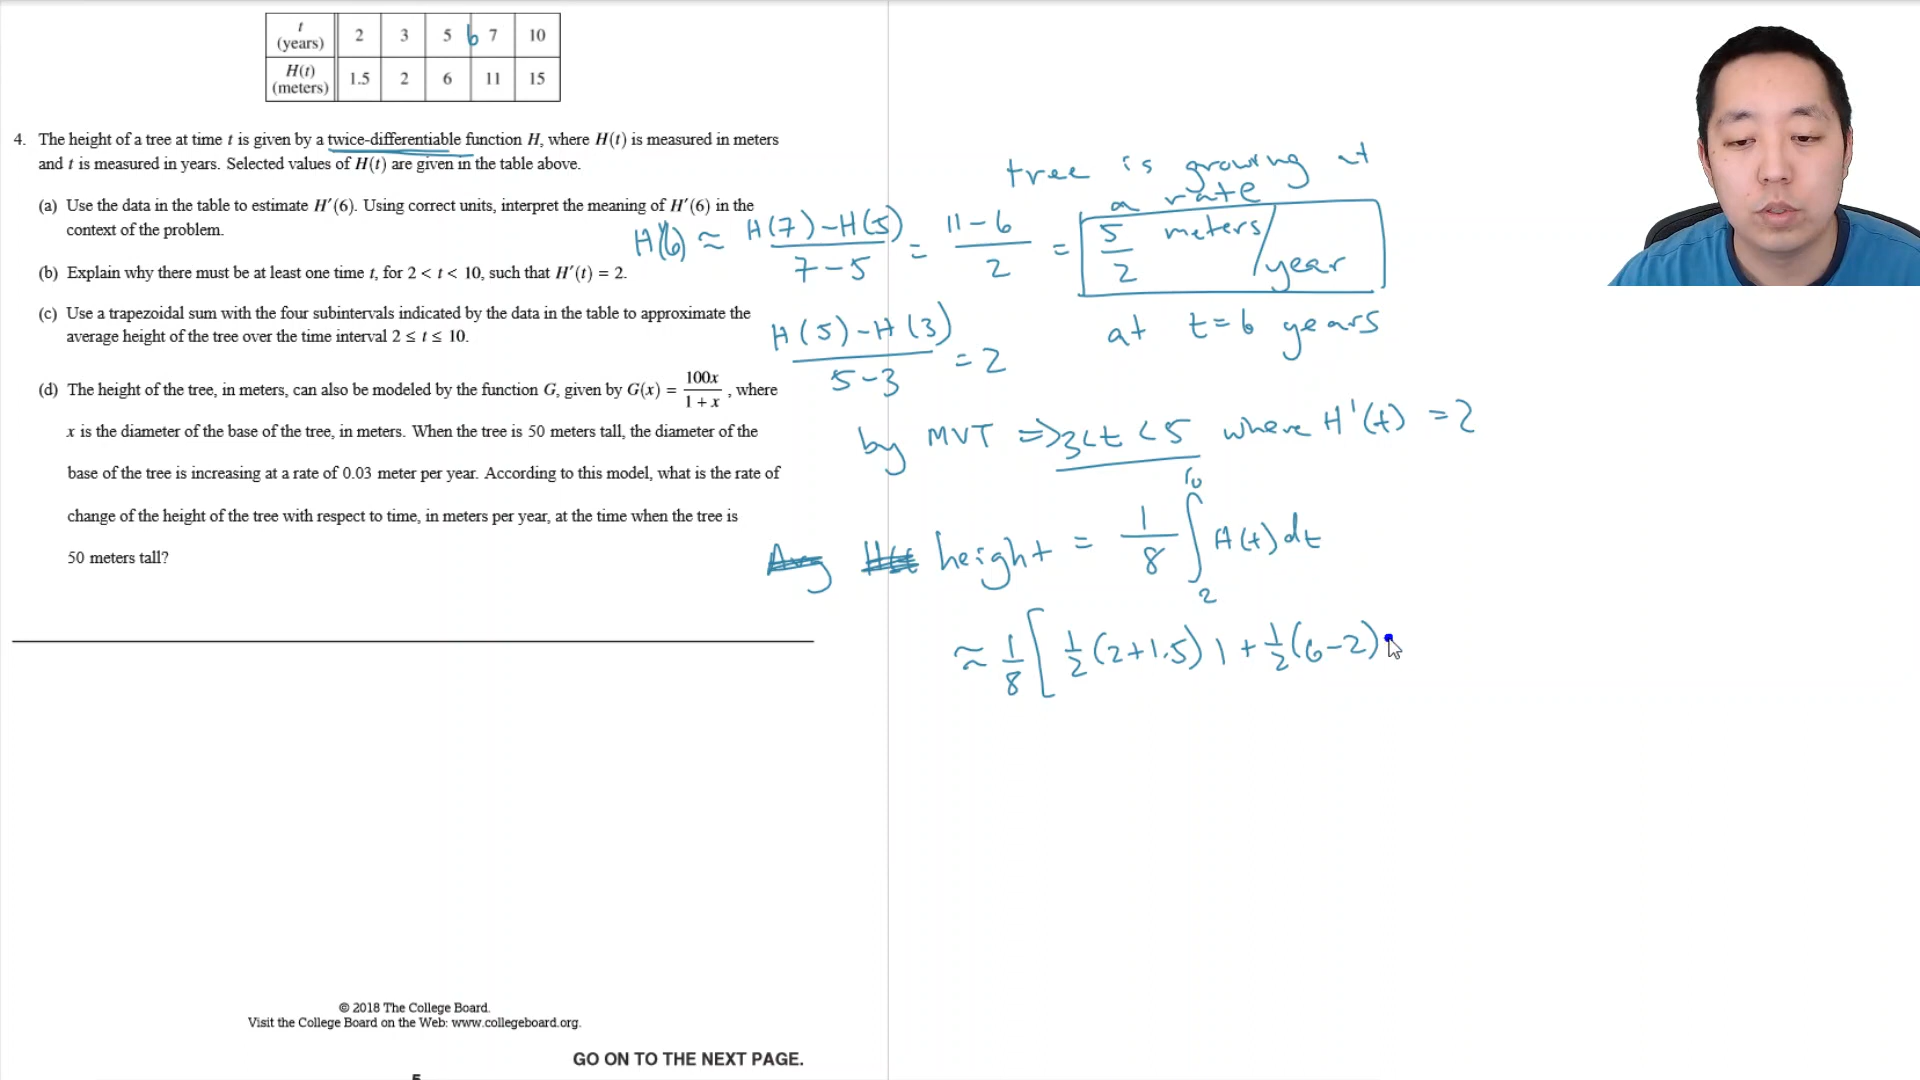 t (years) 2 3 5 6 7 10
H(t) (meters) 1.5 2 6 11 15
4. The height of a tree at time t is given by a twice-differentiable function H, where H(t) is measured in meters
and t is measured in years. Selected values of H(t) are given in the table above.
(a) Use the data in the table to estimate H′(6). Using correct units, interpret the meaning of H′(6) in the
context of the problem.
(b) Explain why there must be at least one time t, for 2 < t < 10, such that H′(t) = 2.
(c) Use a trapezoidal sum with the four subintervals indicated by the data in the table to approximate the
average height of the tree over the time interval 2 ≤ t ≤ 10.
(d) The height of the tree, in meters, can also be modeled by the function G, given by G(x) = 100x / 1 + x, where
x is the diameter of the base of the tree, in meters. When the tree is 50 meters tall, the diameter of the
base of the tree is increasing at a rate of 0.03 meter per year. According to this model, what is the rate of
change of the height of the tree with respect to time, in meters per year, at the time when the tree is
50 meters tall?
© 2018 The College Board.
Visit the College Board on the Web: www.collegeboard.org.
GO ON TO THE NEXT PAGE.
5
tree is growing at
a rate
H'(6) ≈ H(7)-H(5) / 7-5 = 11-6 / 2 = 5/2 meters/year
at t=6 years
H(5)-H(3) / 5-3 = 2
by MVT ⇒ 3<t<5 where H'(t) = 2
Avg height = 1/8 ∫₂¹⁰ H(t)dt
≈ 1/8 [ 1/2 (2+1.5) 1 + 1/2 (6-2)